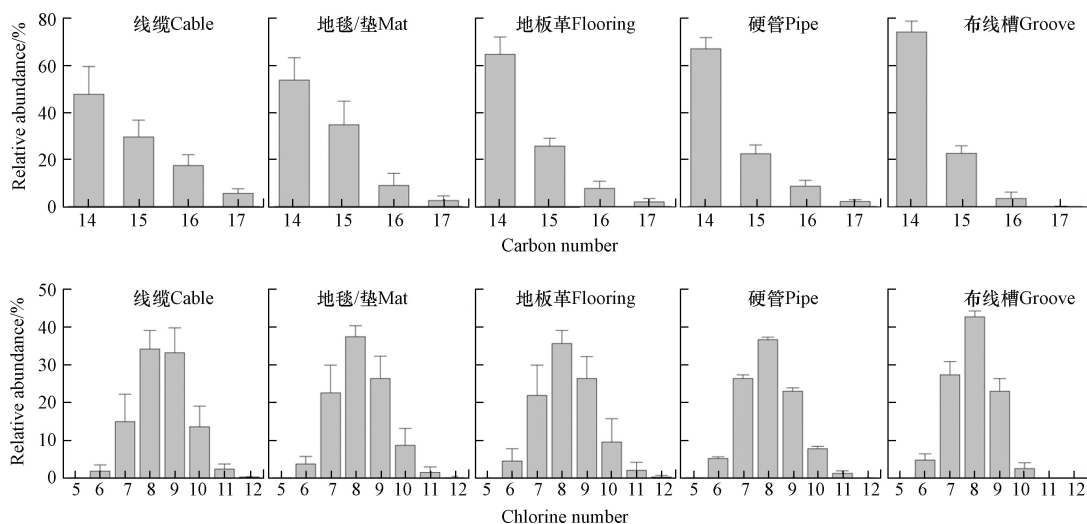 线缆Cable 地毯/垫Mat 地板革Flooring 硬管Pipe 布线槽Groove
Relative abundance/%
80
60
40
20
0
14 15 16 17 14 15 16 17 14 15 16 17 14 15 16 17 14 15 16 17
Carbon number
线缆Cable 地毯/垫Mat 地板革Flooring 硬管Pipe 布线槽Groove
Relative abundance/%
50
40
30
20
10
0
5 6 7 8 9 10 11 12 5 6 7 8 9 10 11 12 5 6 7 8 9 10 11 12 5 6 7 8 9 10 11 12 5 6 7 8 9 10 11 12
Chlorine number